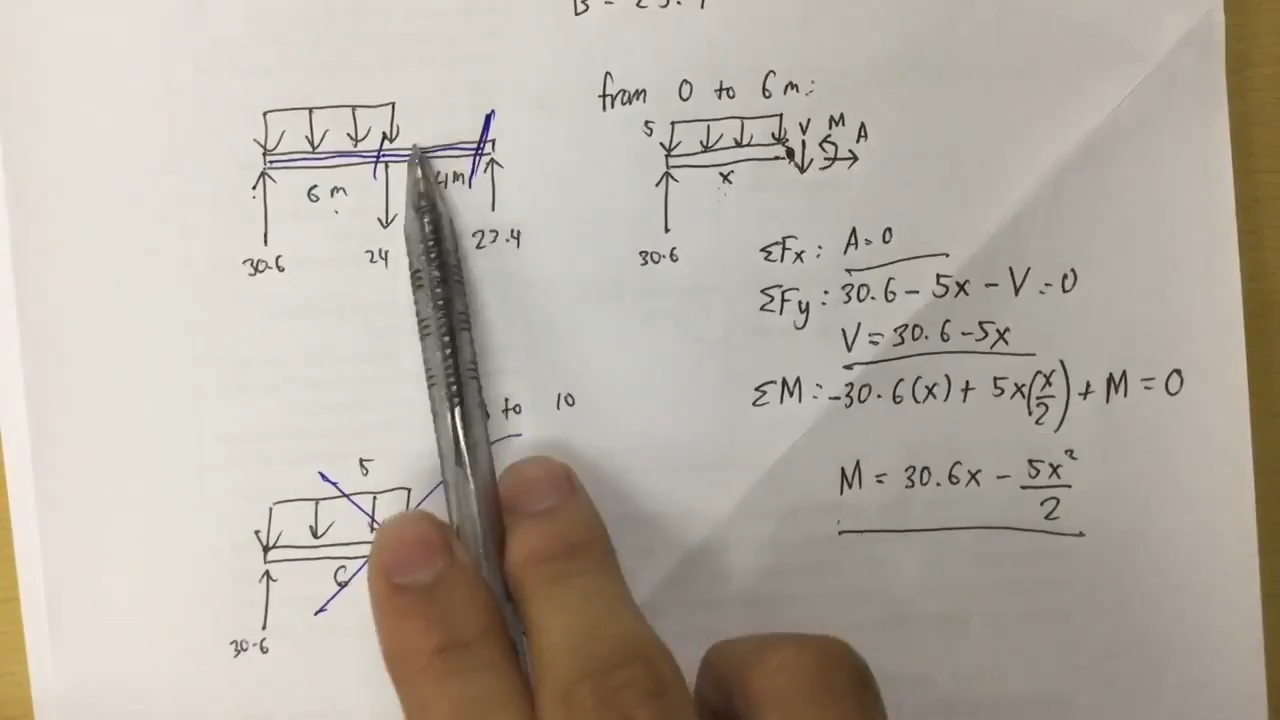 from 0 to 6 m:
5
V M A
x
30.6
6 m
4m
30.6
24
23.4
ΣFx: A=0
ΣFy: 30.6 - 5x - V = 0
V = 30.6 - 5x
ΣM: -30.6(x) + 5x(x/2) + M = 0
M = 30.6x - 5x²/2
to 10
5
6
30.6